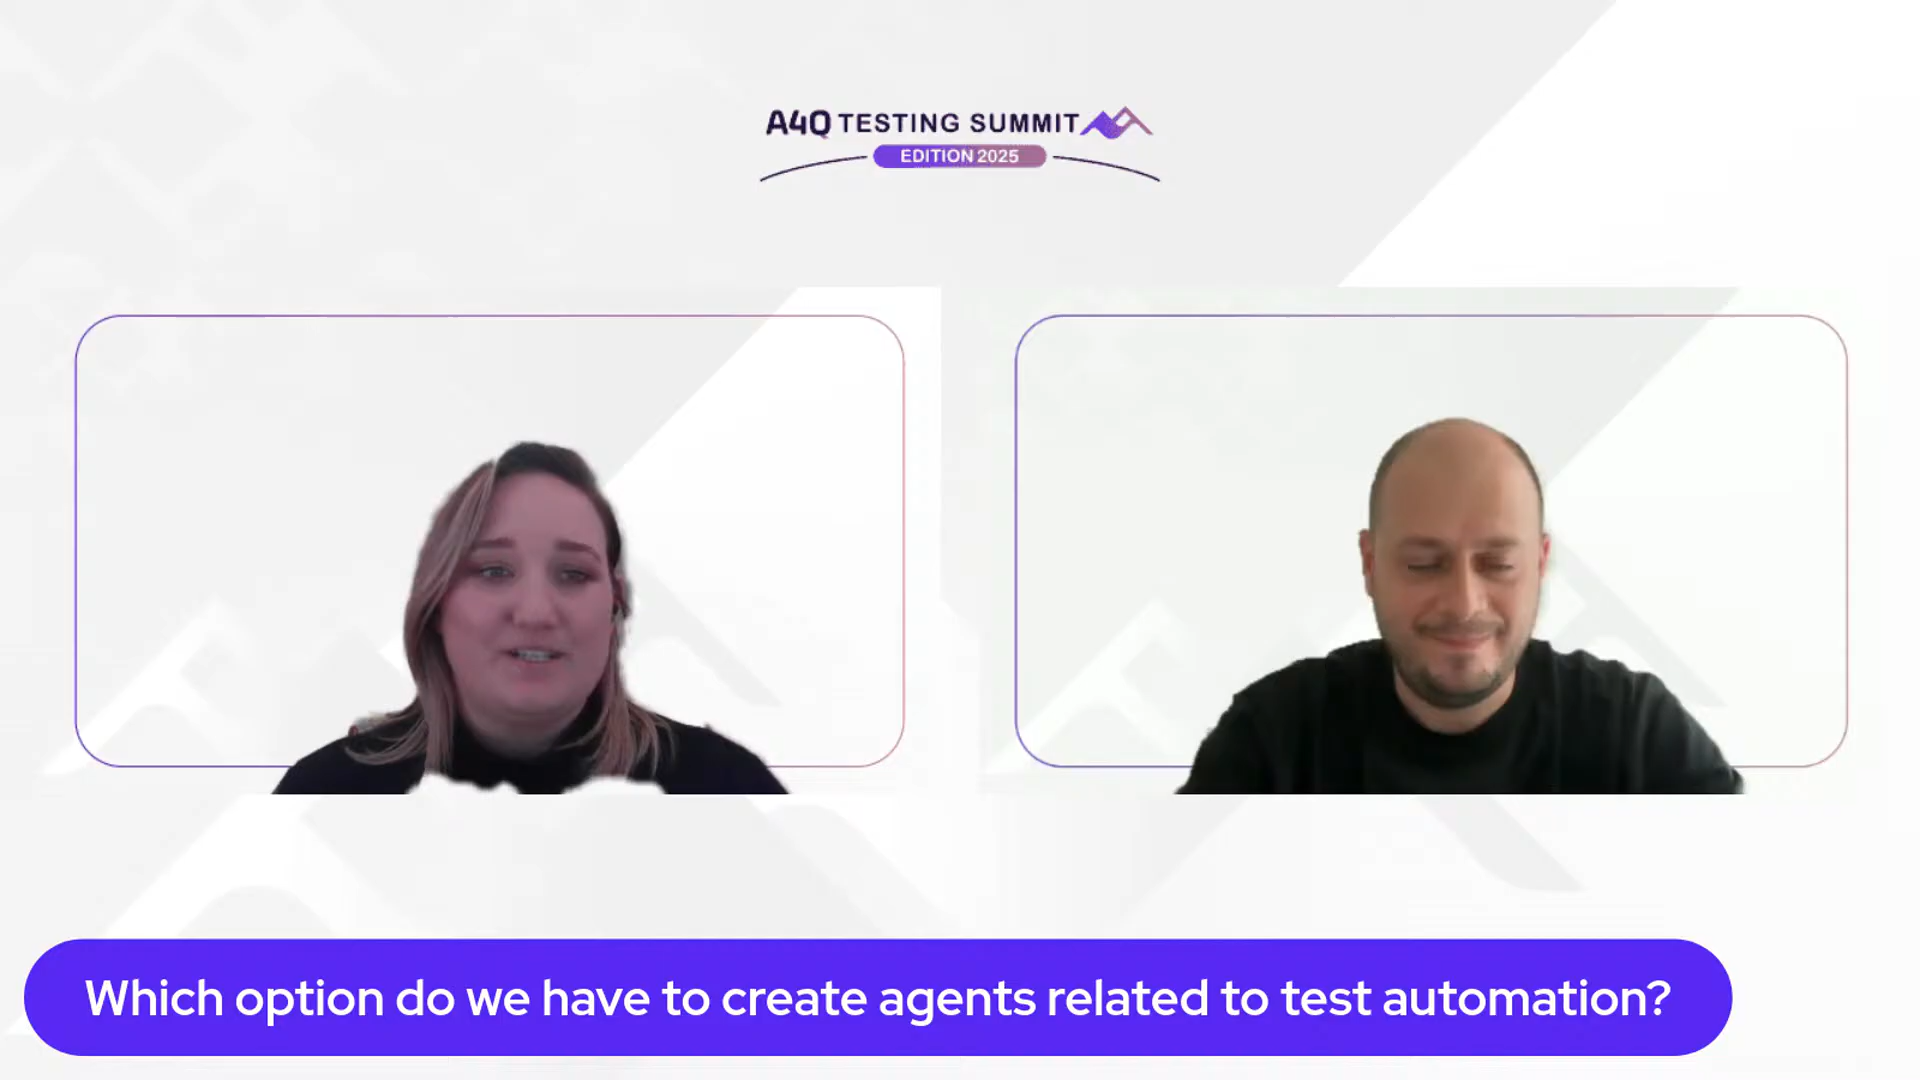 A4Q TESTING SUMMIT
EDITION 2025
Which option do we have to create agents related to test automation?